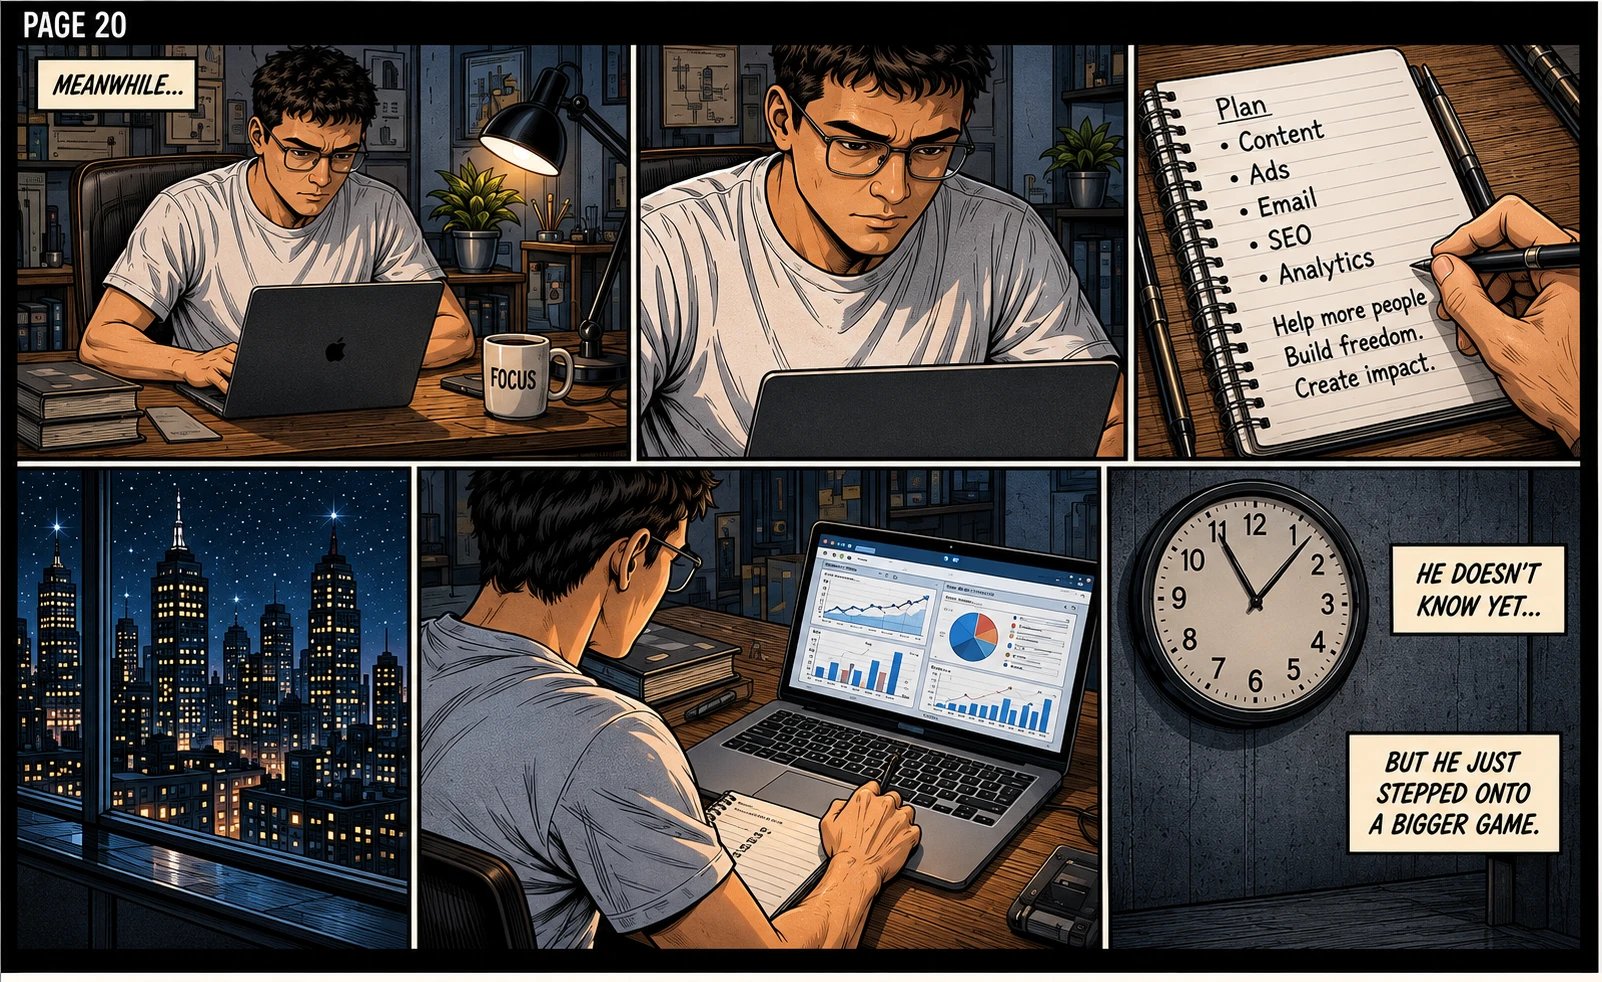 PAGE 20
MEANWHILE...
FOCUS
Plan
• Content
• Ads
• Email
• SEO
• Analytics
Help more people
Build freedom.
Create impact.
12
1
2
3
4
5
6
7
8
9
10
11
HE DOESN'T
KNOW YET...
BUT HE JUST
STEPPED ONTO
A BIGGER GAME.